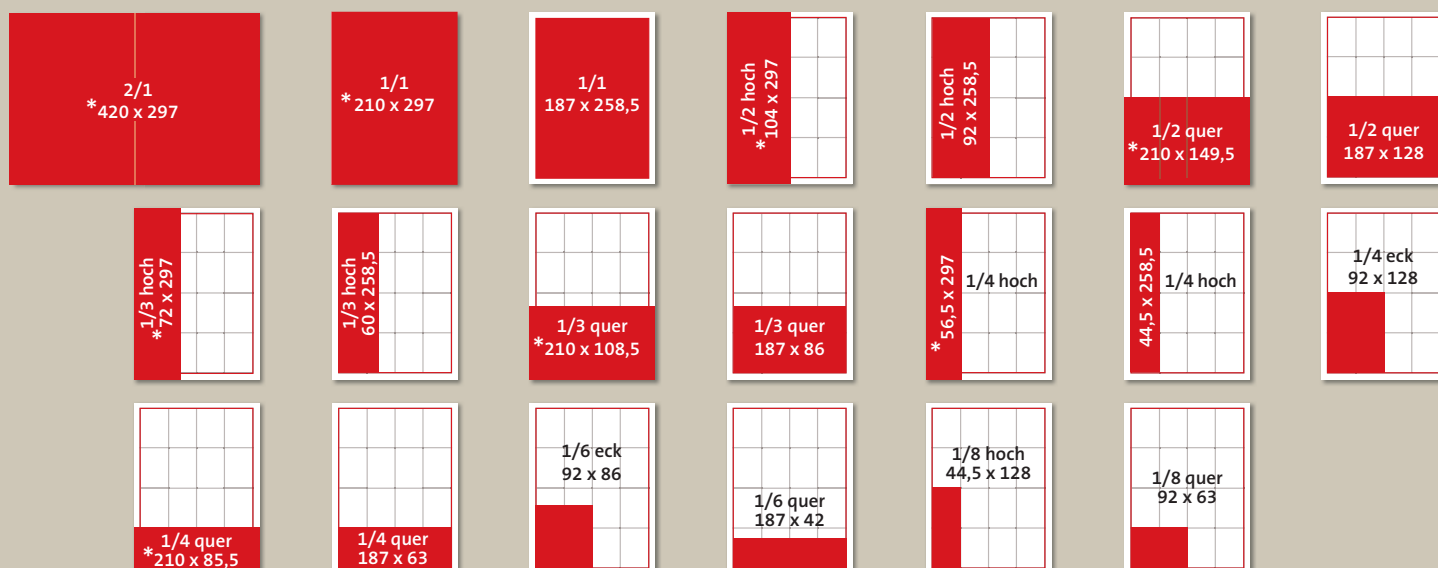 2/1
*420 x 297
1/1
*210 x 297
1/1
187 x 258,5
1/2 hoch
*104 x 297
1/2 hoch
92 x 258,5
1/2 quer
*210 x 149,5
1/2 quer
187 x 128
1/3 hoch
*72 x 297
1/3 hoch
60 x 258,5
1/3 quer
*210 x 108,5
1/3 quer
187 x 86
*56,5 x 297
1/4 hoch
44,5 x 258,5
1/4 hoch
1/4 eck
92 x 128
1/4 quer
*210 x 85,5
1/4 quer
187 x 63
1/6 eck
92 x 86
1/6 quer
187 x 42
1/8 hoch
44,5 x 128
1/8 quer
92 x 63